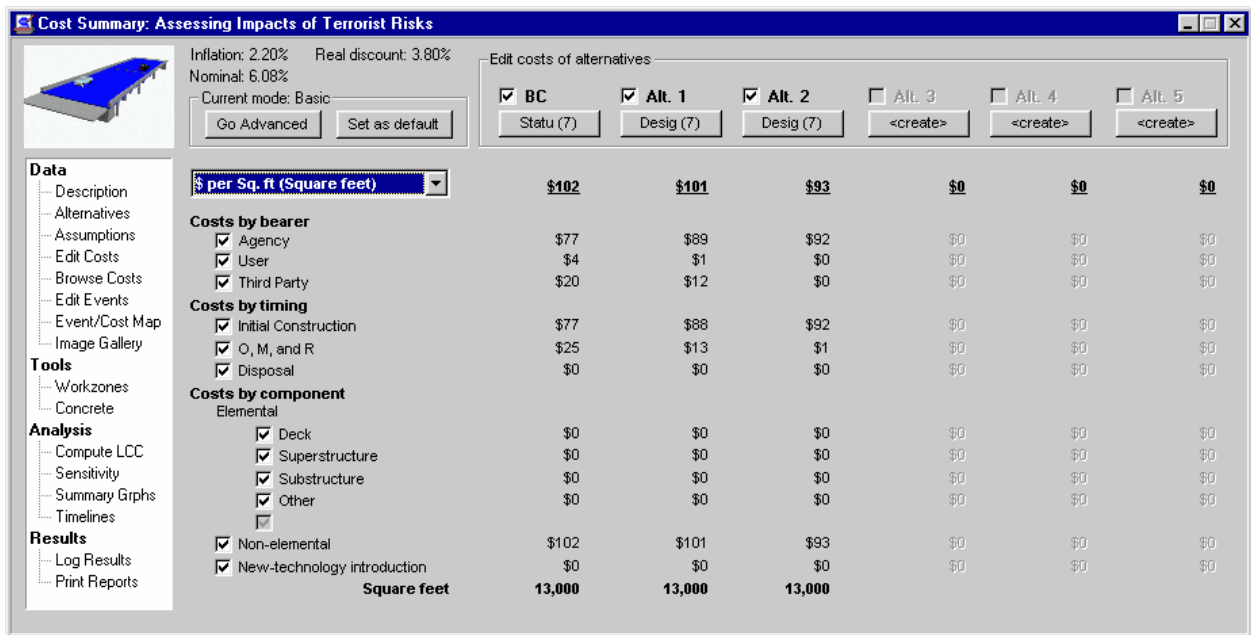 Cost Summary: Assessing Impacts of Terrorist Risks
Inflation: 2.20% Real discount: 3.80%
Nominal: 6.08%
Current mode: Basic
Go Advanced Set as default
Edit costs of alternatives
BC Alt. 1 Alt. 2 Alt. 3 Alt. 4 Alt. 5
Statu (7) Desig (7) Desig (7) <create> <create> <create>
Data
Description
Alternatives
Assumptions
Edit Costs
Browse Costs
Edit Events
Event/Cost Map
Image Gallery
Tools
Workzones
Concrete
Analysis
Compute LCC
Sensitivity
Summary Grphs
Timelines
Results
Log Results
Print Reports
$ per Sq. ft (Square feet) $102 $101 $93 $0 $0 $0
Costs by bearer
Agency $77 $89 $92 $0 $0 $0
User $4 $1 $0 $0 $0 $0
Third Party $20 $12 $0 $0 $0 $0
Costs by timing
Initial Construction $77 $88 $92 $0 $0 $0
O, M, and R $25 $13 $1 $0 $0 $0
Disposal $0 $0 $0 $0 $0 $0
Costs by component
Elemental
Deck $0 $0 $0 $0 $0 $0
Superstructure $0 $0 $0 $0 $0 $0
Substructure $0 $0 $0 $0 $0 $0
Other $0 $0 $0 $0 $0 $0
Non-elemental $102 $101 $93 $0 $0 $0
New-technology introduction $0 $0 $0 $0 $0 $0
Square feet 13,000 13,000 13,000